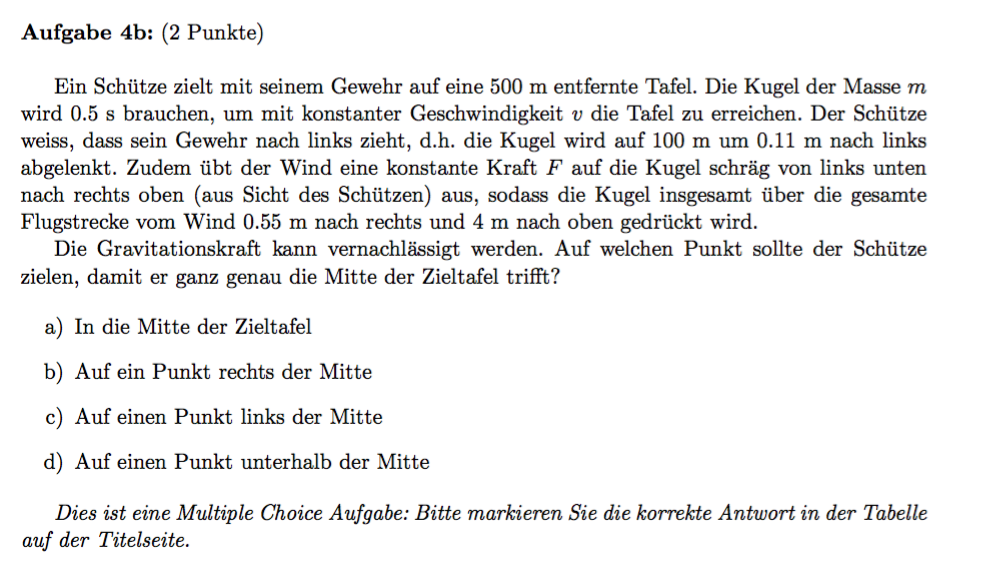 Aufgabe 4b: (2 Punkte)
Ein Schütze zielt mit seinem Gewehr auf eine 500 m entfernte Tafel. Die Kugel der Masse m
wird 0.5 s brauchen, um mit konstanter Geschwindigkeit v die Tafel zu erreichen. Der Schütze
weiss, dass sein Gewehr nach links zieht, d.h. die Kugel wird auf 100 m um 0.11 m nach links
abgelenkt. Zudem übt der Wind eine konstante Kraft F auf die Kugel schräg von links unten
nach rechts oben (aus Sicht des Schützen) aus, sodass die Kugel insgesamt über die gesamte
Flugstrecke vom Wind 0.55 m nach rechts und 4 m nach oben gedrückt wird.
Die Gravitationskraft kann vernachlässigt werden. Auf welchen Punkt sollte der Schütze
zielen, damit er ganz genau die Mitte der Zieltafel trifft?
a) In die Mitte der Zieltafel
b) Auf ein Punkt rechts der Mitte
c) Auf einen Punkt links der Mitte
d) Auf einen Punkt unterhalb der Mitte
Dies ist eine Multiple Choice Aufgabe: Bitte markieren Sie die korrekte Antwort in der Tabelle
auf der Titelseite.